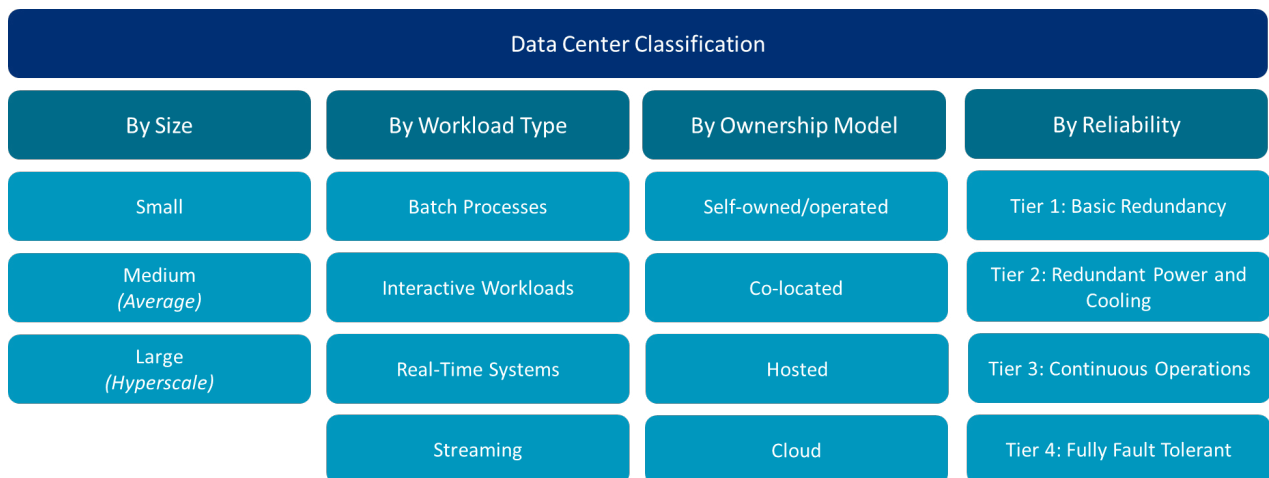 Data Center Classification
By Size
By Workload Type
By Ownership Model
By Reliability
Small
Batch Processes
Self-owned/operated
Tier 1: Basic Redundancy
Medium
(Average)
Interactive Workloads
Co-located
Tier 2: Redundant Power and
Cooling
Large
(Hyperscale)
Real-Time Systems
Hosted
Tier 3: Continuous Operations
Streaming
Cloud
Tier 4: Fully Fault Tolerant